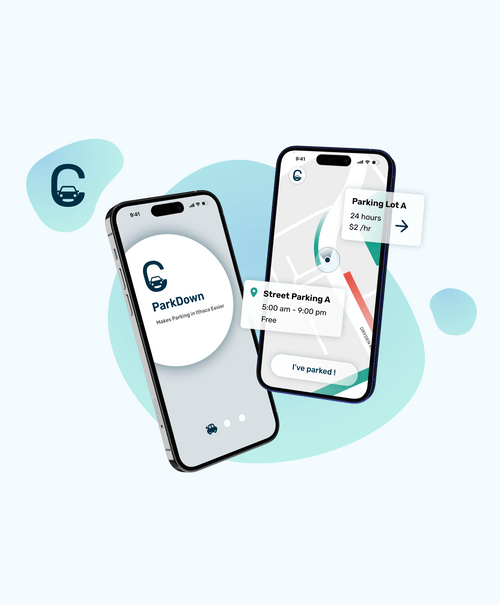 9:41
ParkDown
Makes Parking in Ithaca Easier
9:41
Parking Lot A
24 hours
$2 /hr
Street Parking A
5:00 am - 9:00 pm
Free
DRYDEN
I've parked !